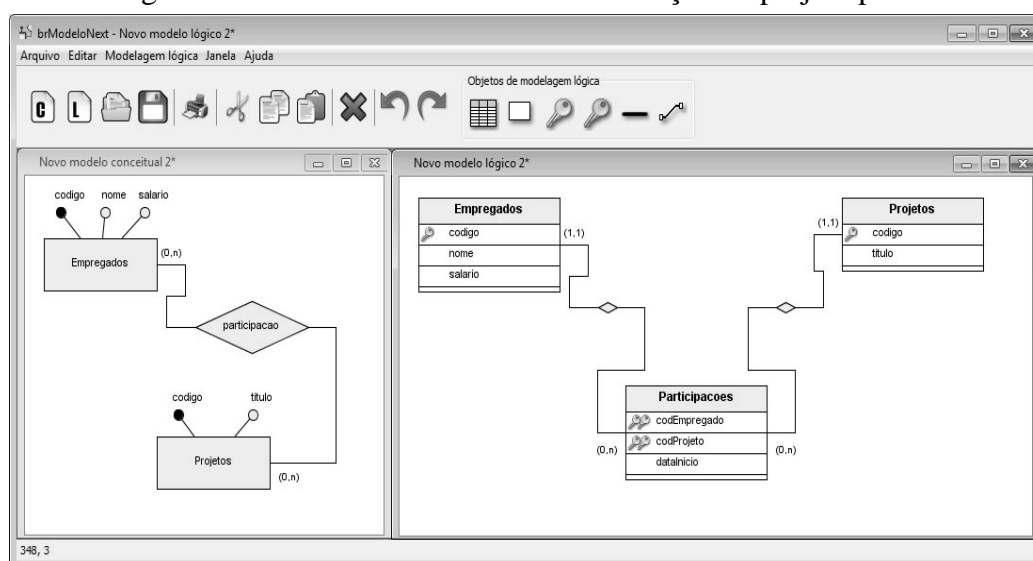 brModeloNext - Novo modelo lógico 2*
Arquivo Editar Modelagem lógica Janela Ajuda
Objetos de modelagem lógica
C L
Novo modelo conceitual 2*
codigo nome salario
Empregados
(0,n)
participacao
codigo titulo
Projetos
(0,n)
Novo modelo lógico 2*
Empregados
codigo
nome
salario
(1,1)
Projetos
codigo
titulo
(1,1)
Participacoes
codEmpregado
codProjeto
dataInicio
(0,n)
(0,n)
348, 3